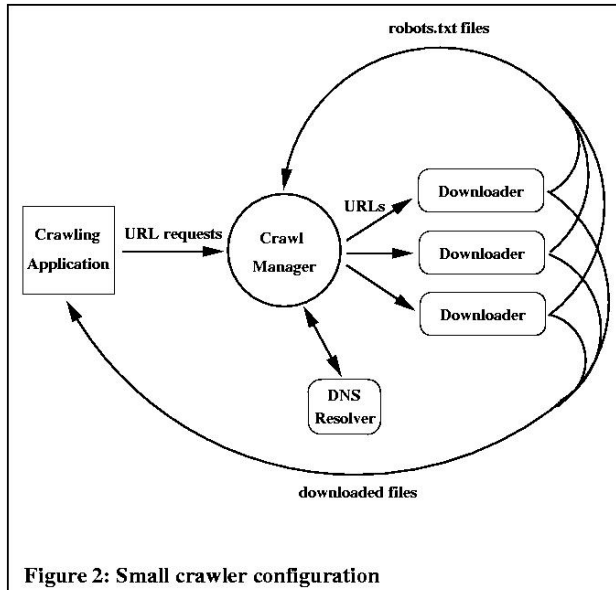 robots.txt files
URLs
Downloader
Crawling
Application
URL requests
Crawl
Manager
Downloader
Downloader
DNS
Resolver
downloaded files
Figure 2: Small crawler configuration